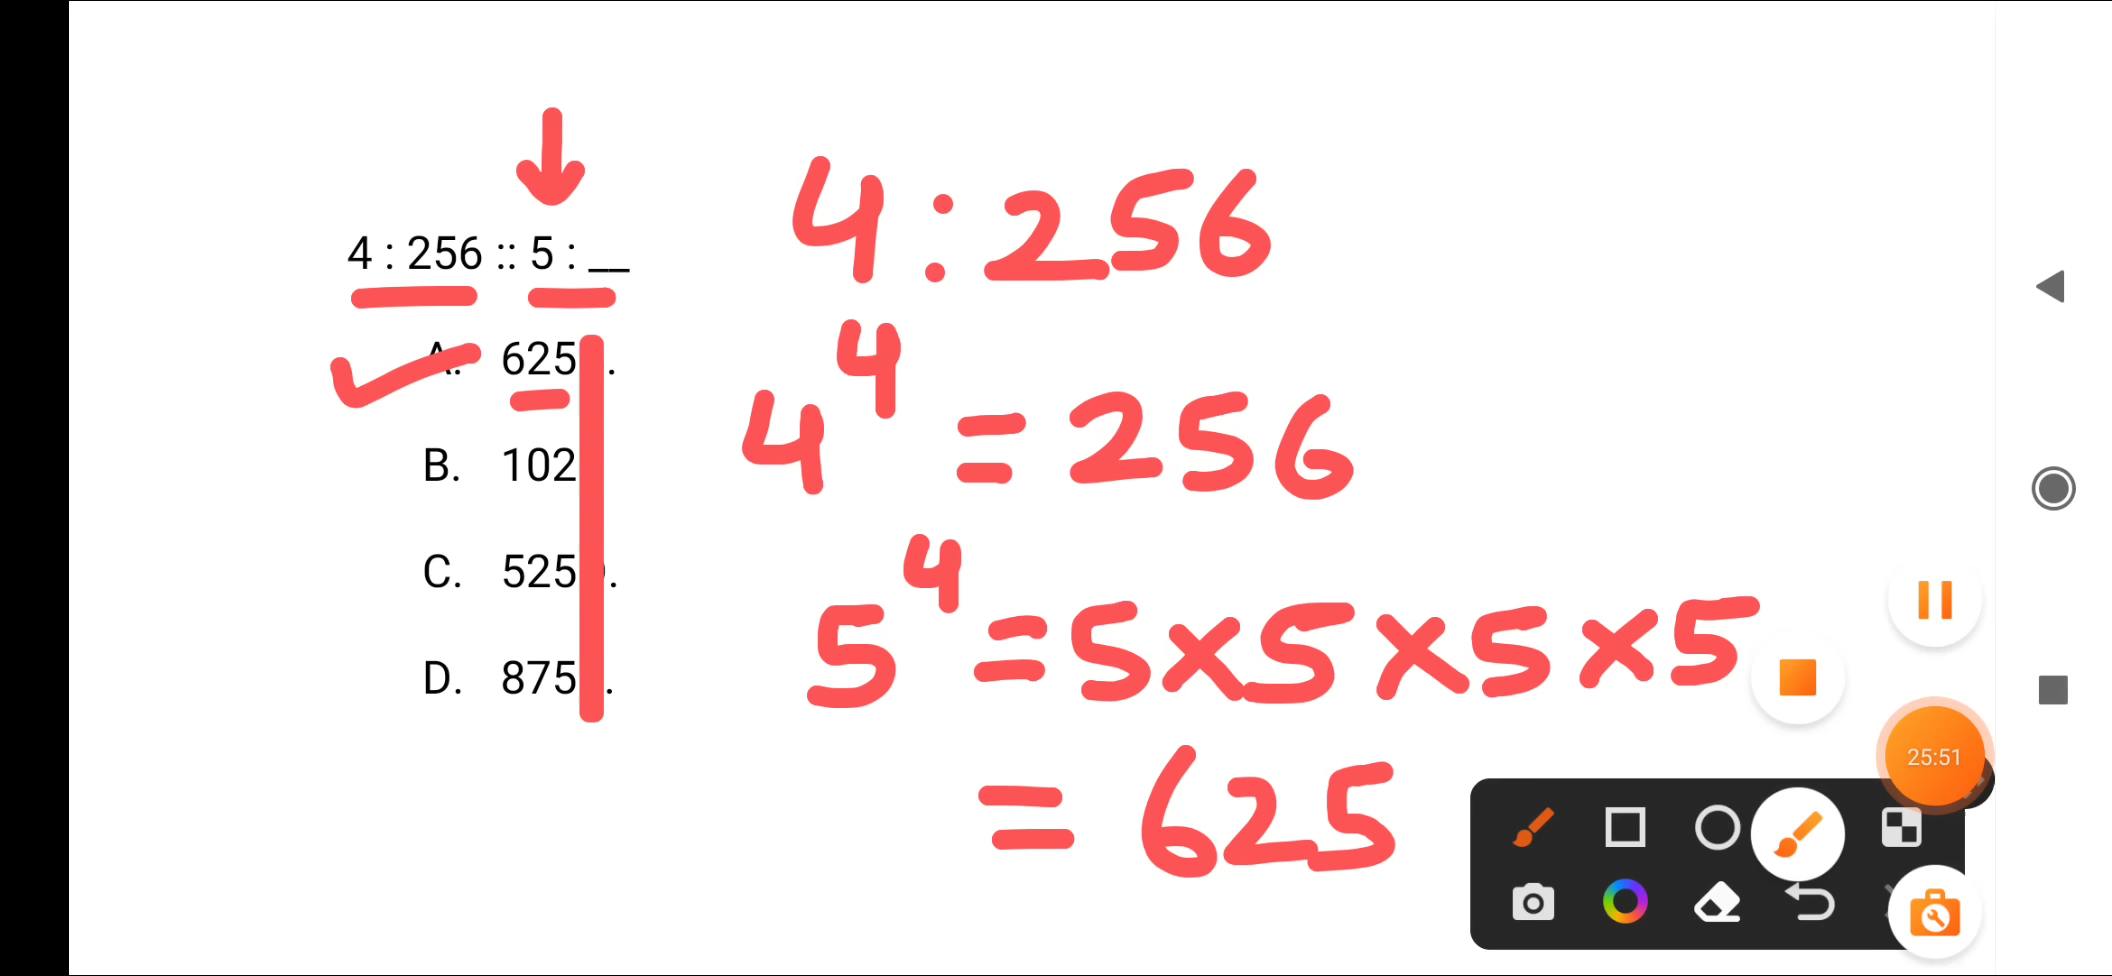 4 : 256 :: 5 : __
625 .
B. 102
C. 525 .
D. 875 .
4 : 256
4⁴ = 256
5⁴ = 5×5×5×5
= 625
25:51